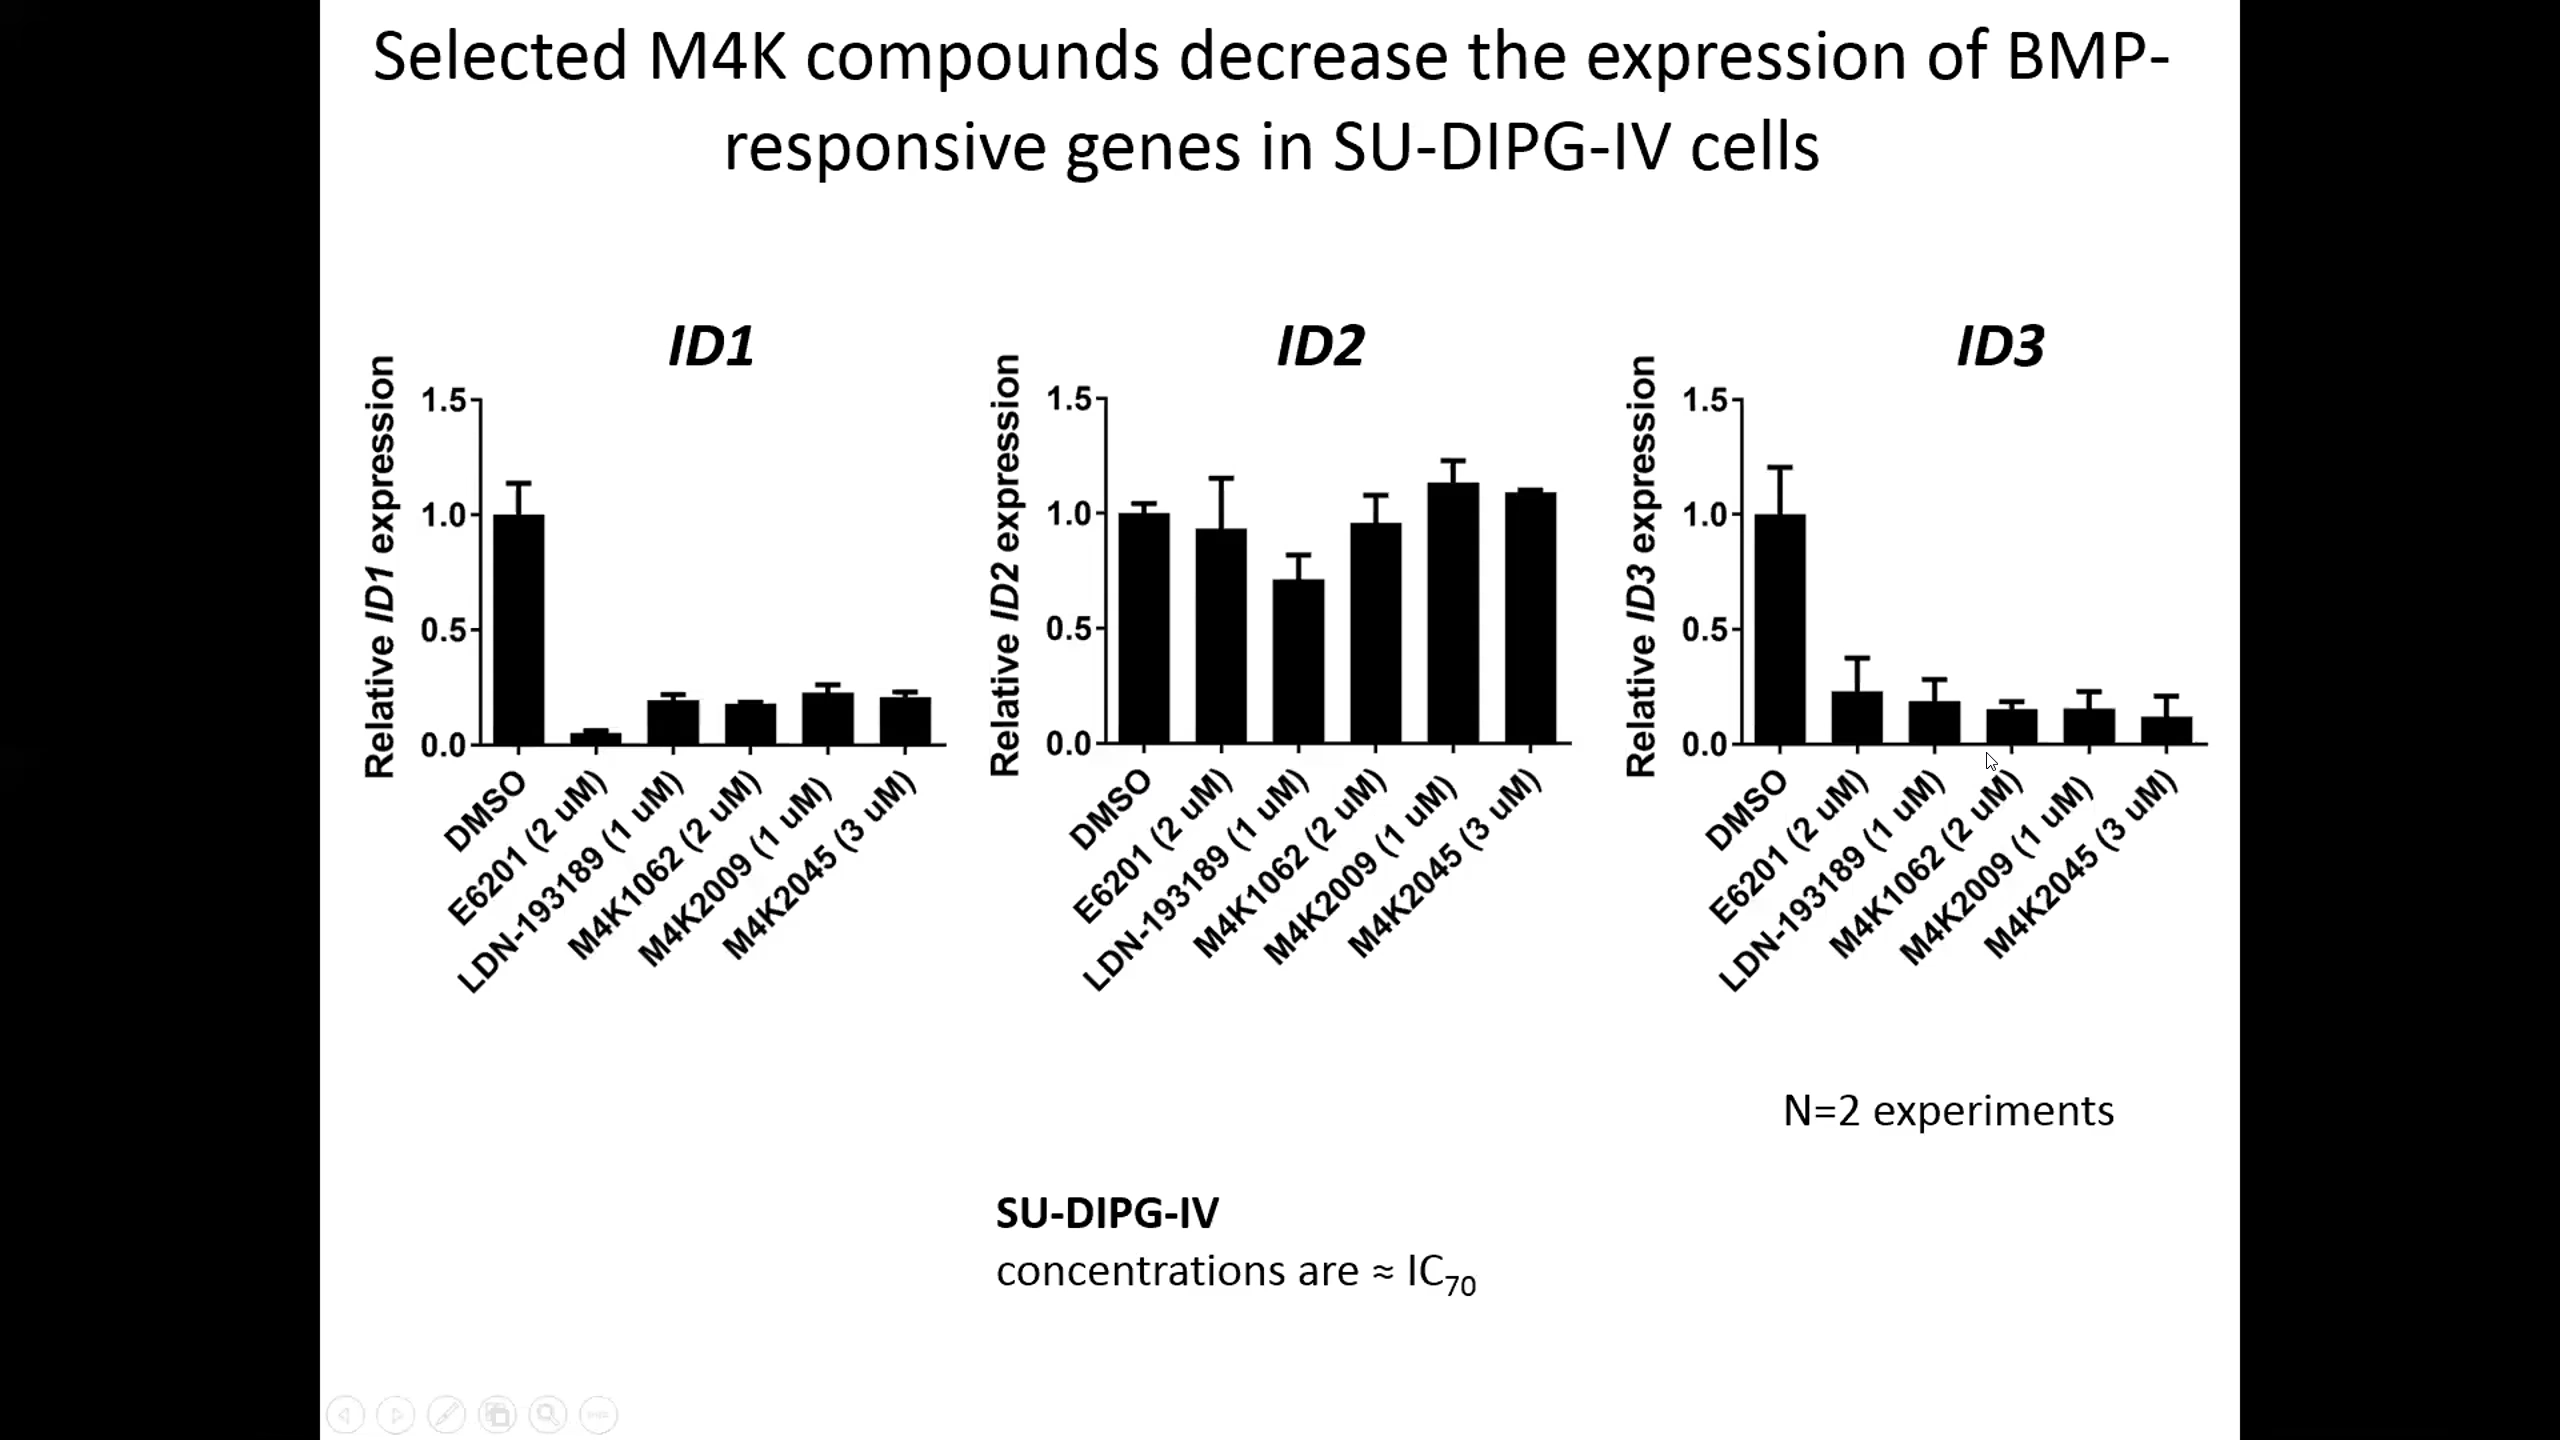 Selected M4K compounds decrease the expression of BMP-
responsive genes in SU-DIPG-IV cells
ID1
Relative ID1 expression
1.5
1.0
0.5
0.0
DMSO
E6201 (2 uM)
LDN-193189 (1 uM)
M4K1062 (2 uM)
M4K2009 (1 uM)
M4K2045 (3 uM)
ID2
Relative ID2 expression
1.5
1.0
0.5
0.0
DMSO
E6201 (2 uM)
LDN-193189 (1 uM)
M4K1062 (2 uM)
M4K2009 (1 uM)
M4K2045 (3 uM)
ID3
Relative ID3 expression
1.5
1.0
0.5
0.0
DMSO
E6201 (2 uM)
LDN-193189 (1 uM)
M4K1062 (2 uM)
M4K2009 (1 uM)
M4K2045 (3 uM)
N=2 experiments
SU-DIPG-IV
concentrations are ≈ IC₇₀